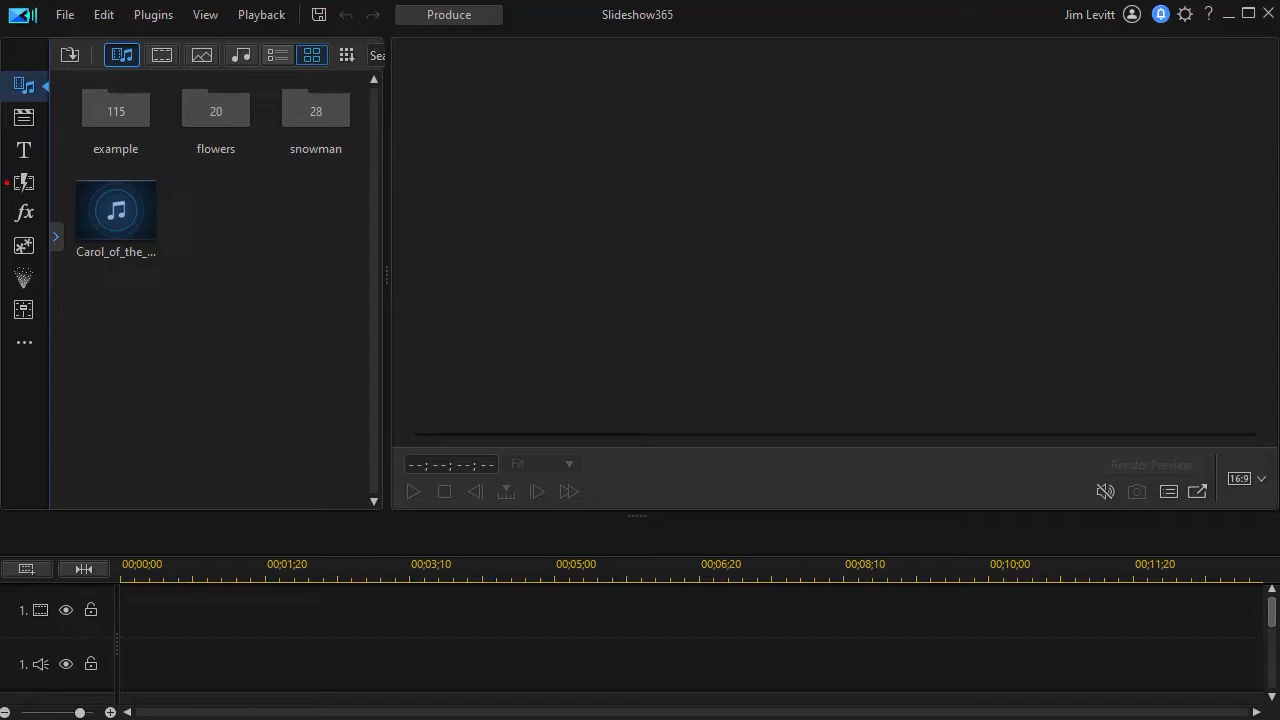 File Edit Plugins View Playback Produce Slideshow365 Jim Levitt ?
Sea
115 20 28
example flowers snowman
Carol_of_the_...
T
fx
--;--;--;-- Fit Render Preview
16:9
00;00;00 00;01;20 00;03;10 00;05;00 00;06;20 00;08;10 00;10;00 00;11;20
1.
1.